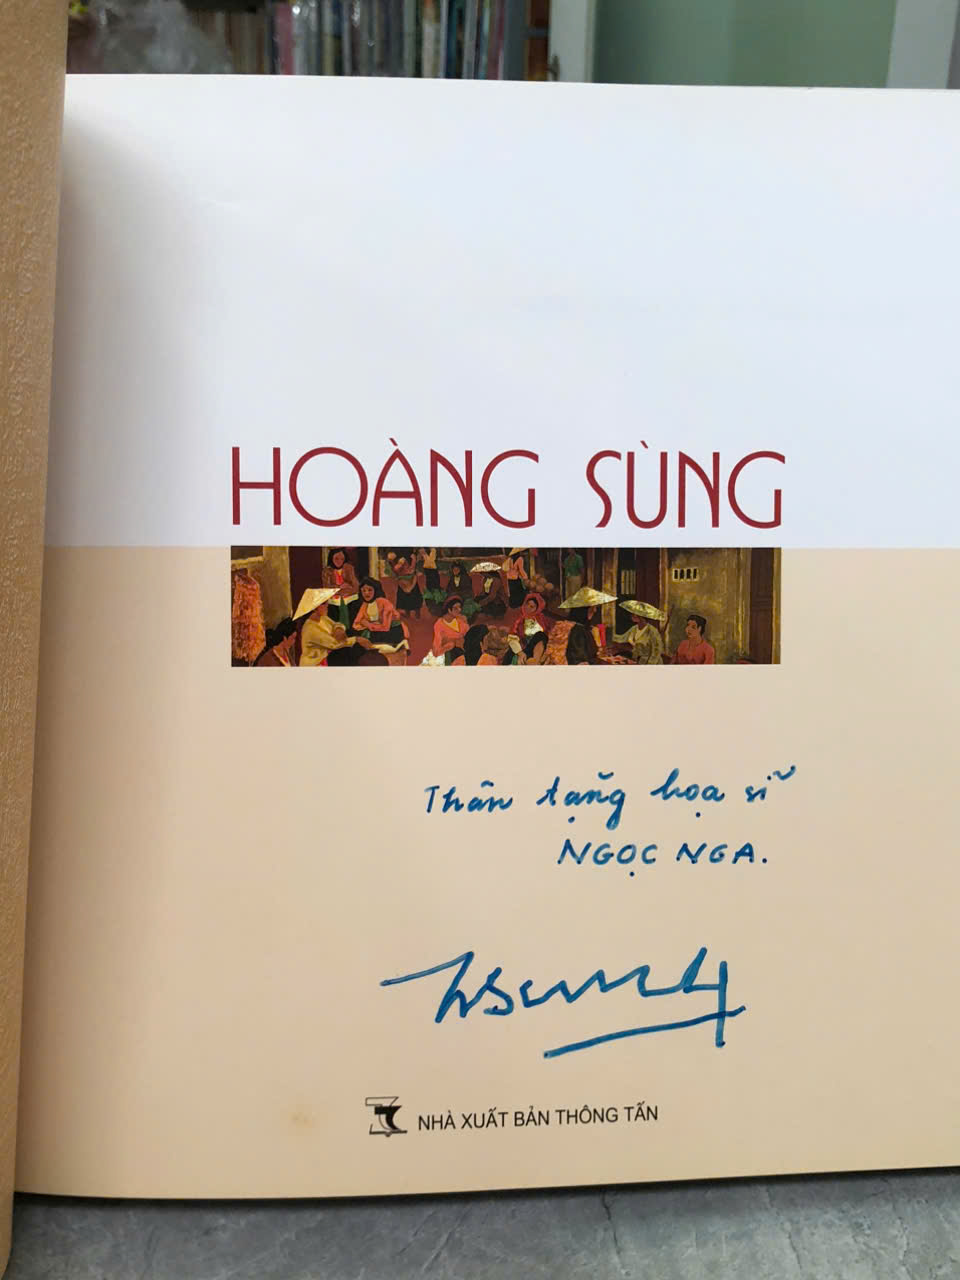 HOÀNG SÙNG
Thân tặng họa sĩ
NGỌC NGA.
NHÀ XUẤT BẢN THÔNG TẤN